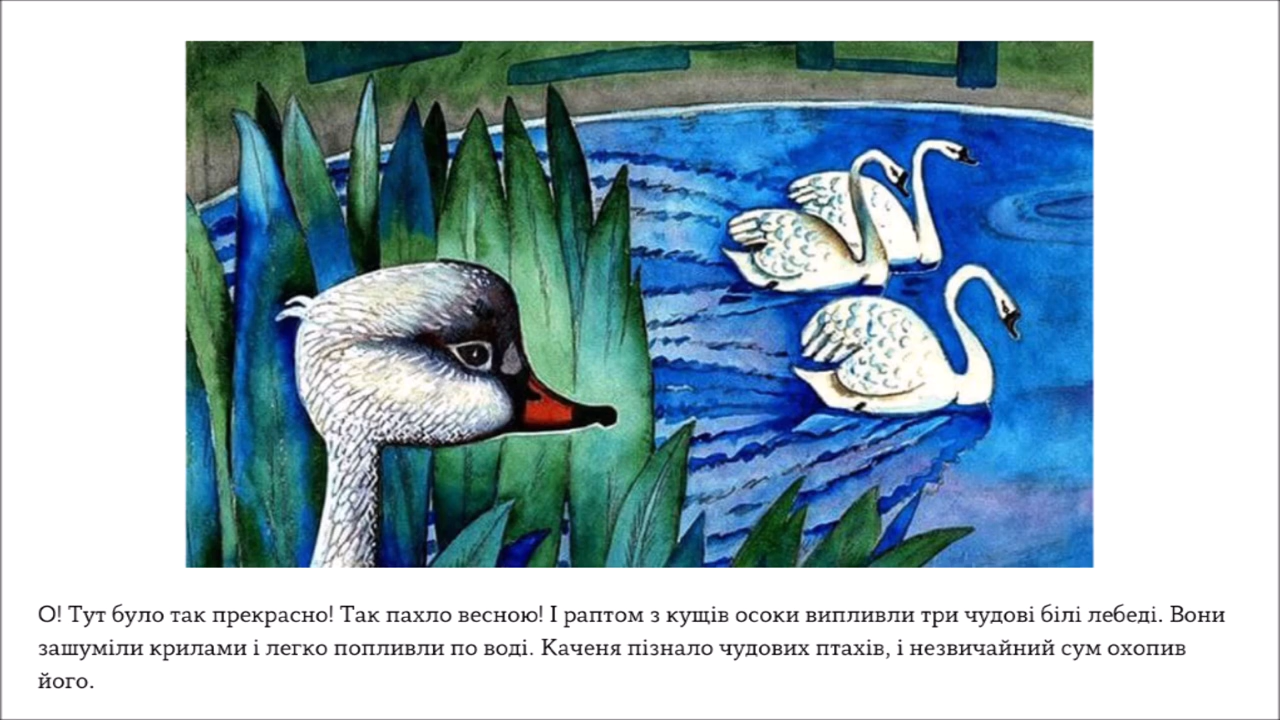 О! Тут було так прекрасно! Так пахло весною! І раптом з кущів осоки випливли три чудові білі лебеді. Вони
зашуміли крилами і легко попливли по воді. Каченя пізнало чудових птахів, і незвичайний сум охопив
його.